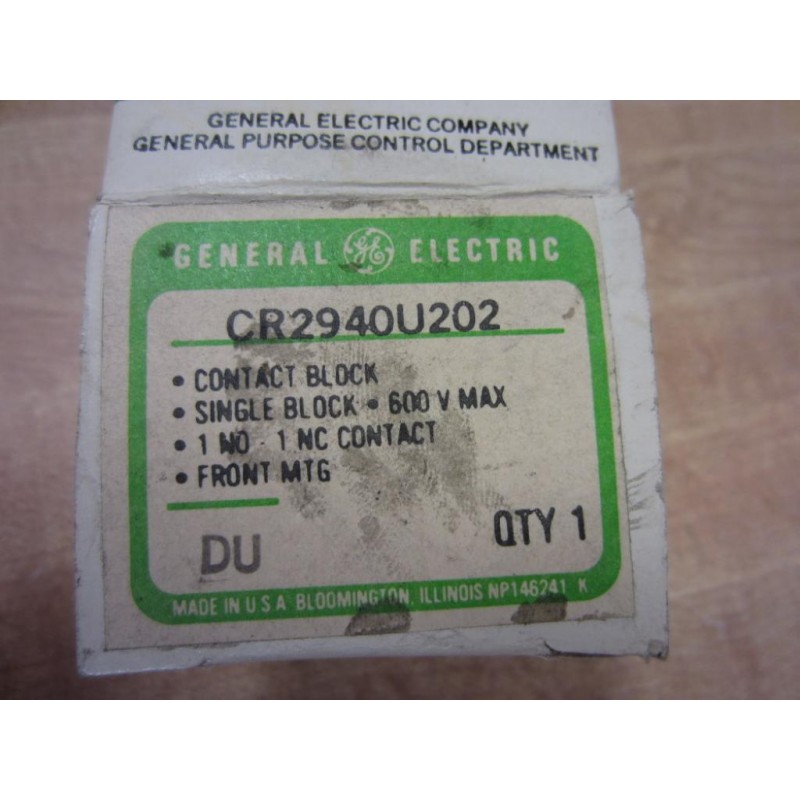 GENERAL ELECTRIC COMPANY
GENERAL PURPOSE CONTROL DEPARTMENT
GENERAL GE ELECTRIC
CR2940U202
• CONTACT BLOCK
• SINGLE BLOCK • 600 V MAX
• 1 NO - 1 NC CONTACT
• FRONT MTG
DU QTY 1
MADE IN U S A BLOOMINGTON, ILLINOIS NP146241 K